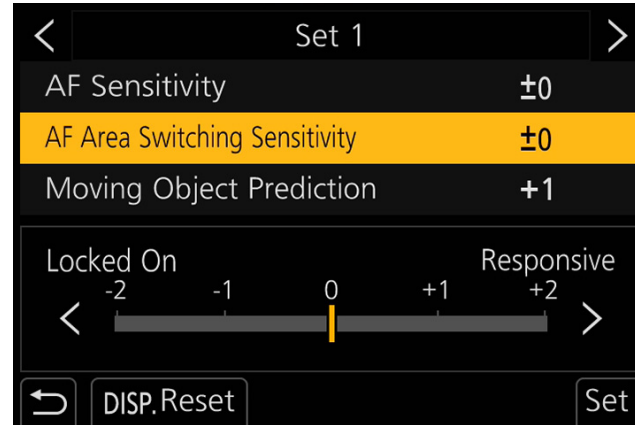 Set 1
AF Sensitivity ±0
AF Area Switching Sensitivity ±0
Moving Object Prediction +1
Locked On Responsive
-2 -1 0 +1 +2
DISP. Reset Set